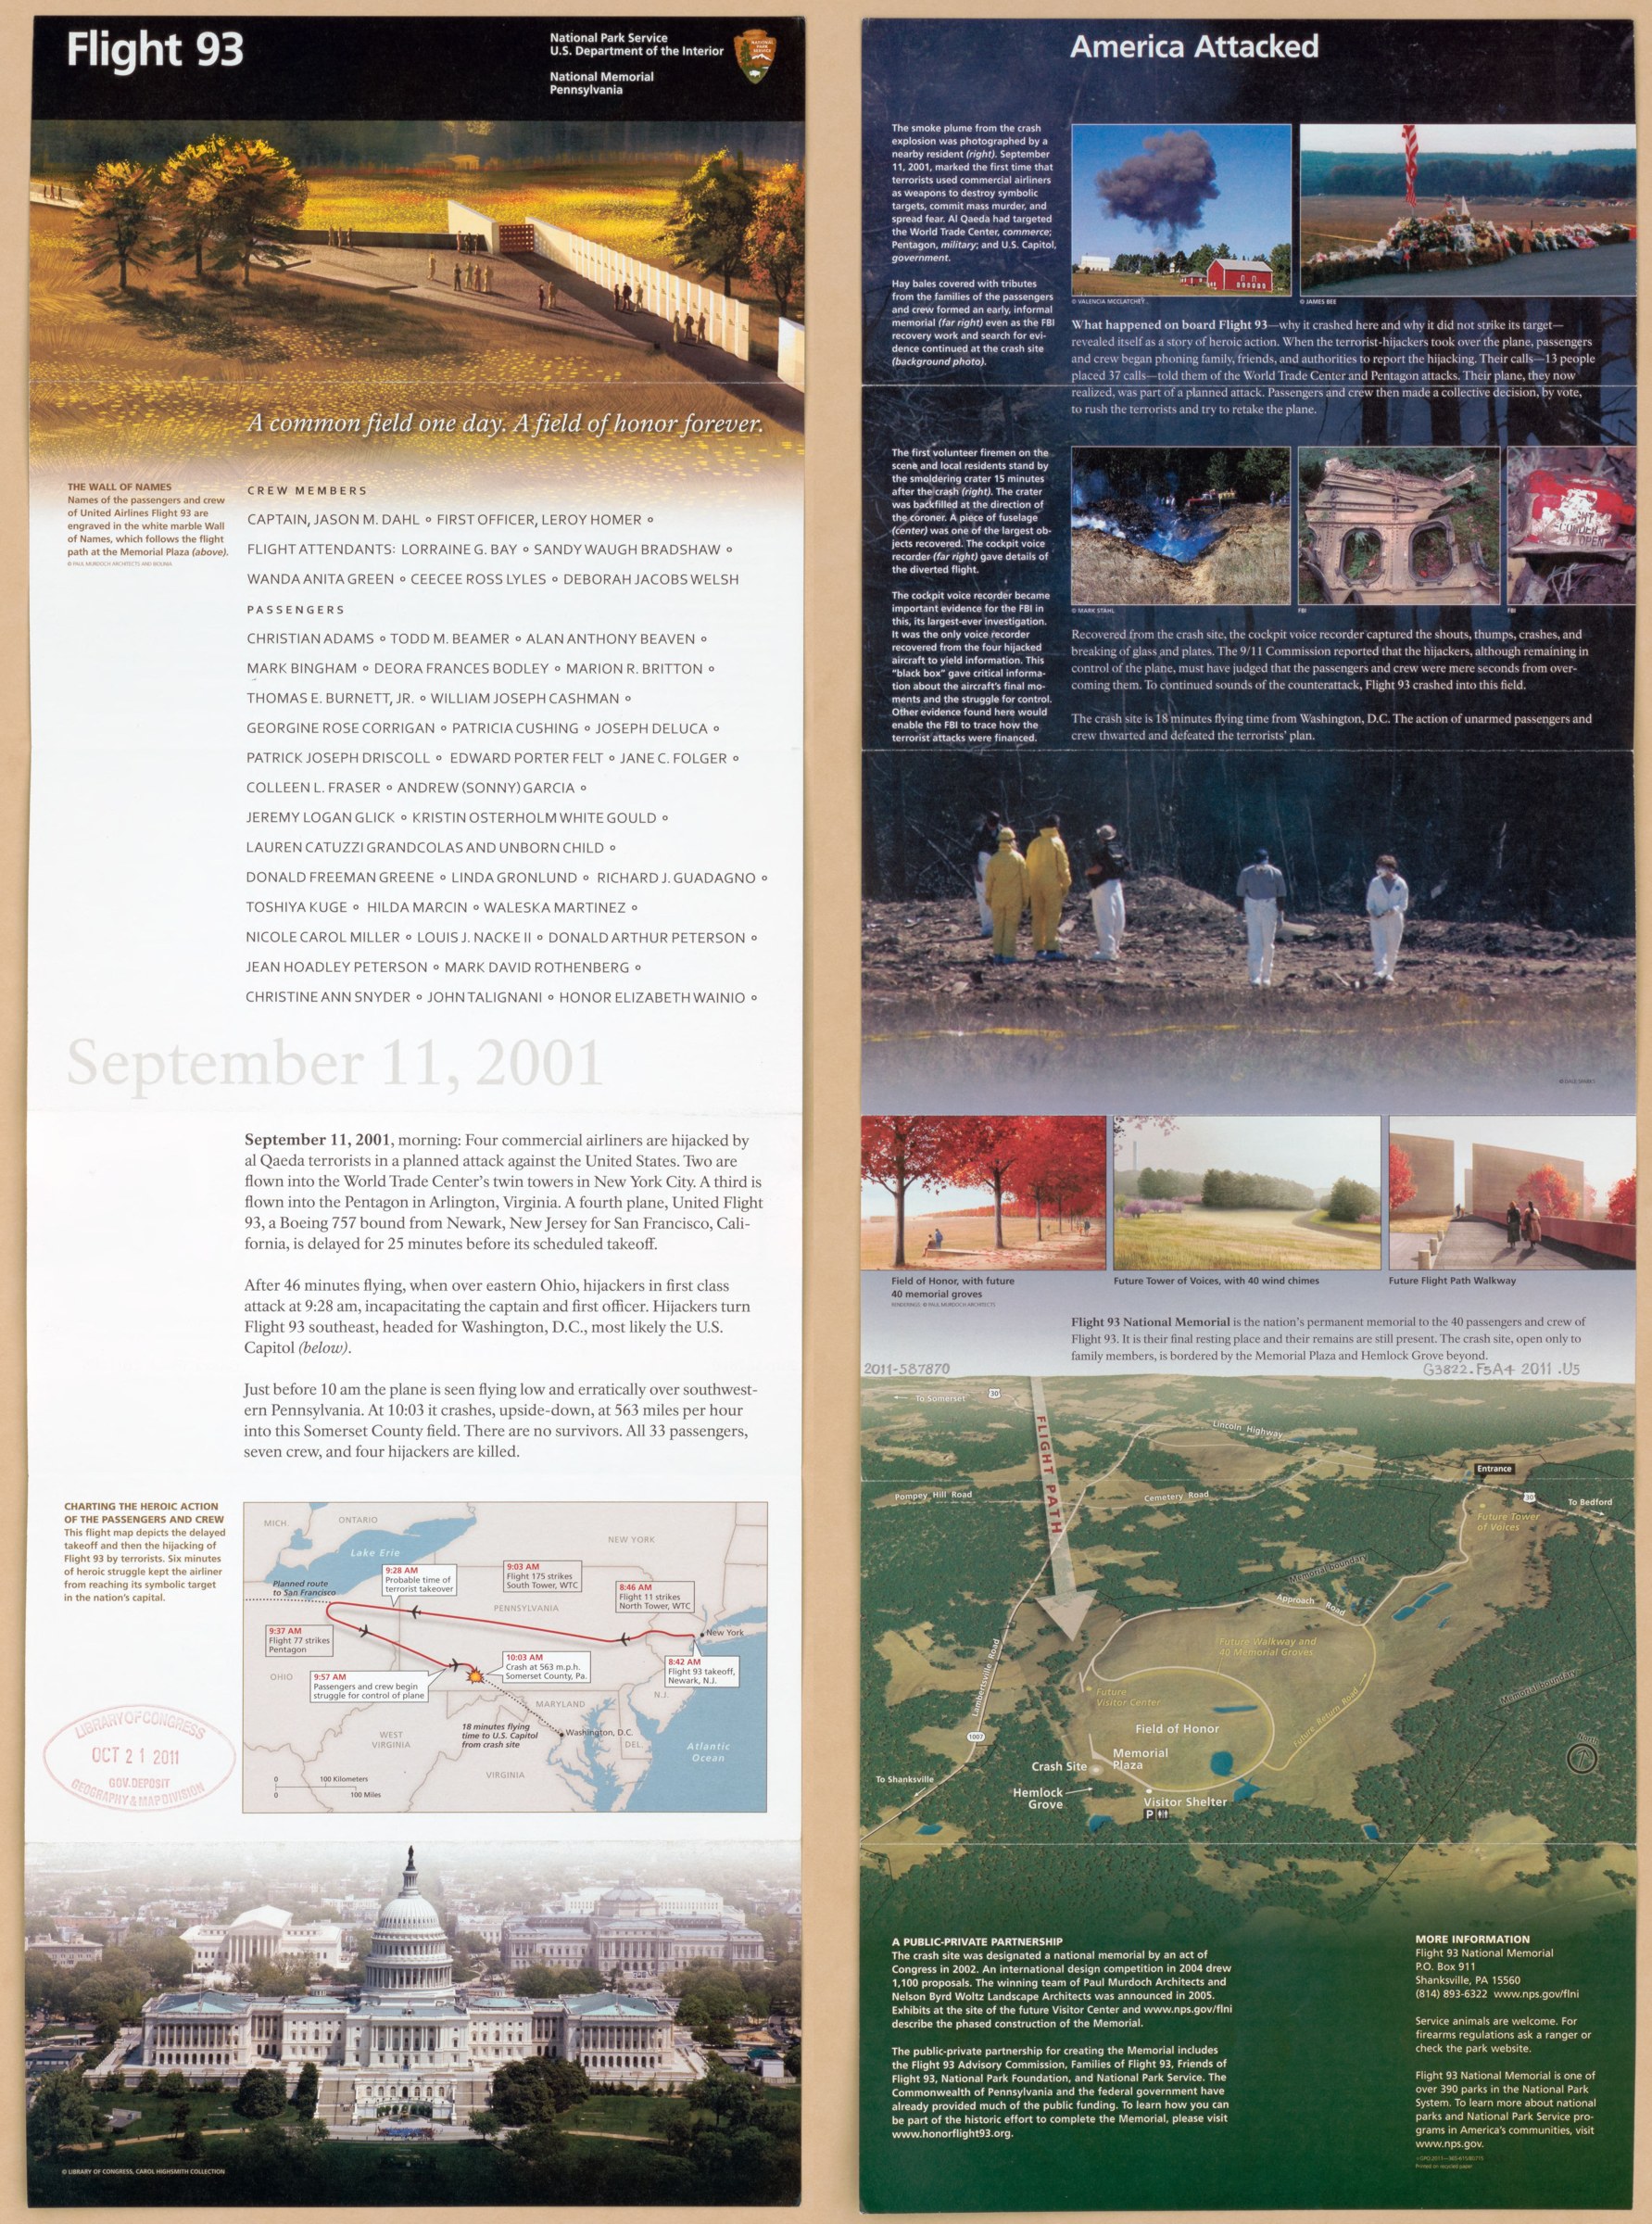 Flight 93
National Park Service
U.S. Department of the Interior
National Memorial
Pennsylvania
A common field one day. A field of honor forever.
THE WALL OF NAMES
Names of the passengers and crew
of United Airlines Flight 93 are
engraved in the white marble Wall
of Names, which follows the flight
path at the Memorial Plaza (above).
© PAUL MURDOCH ARCHITECTS AND BIOLINIA
CREW MEMBERS
CAPTAIN, JASON M. DAHL ∘ FIRST OFFICER, LEROY HOMER ∘
FLIGHT ATTENDANTS: LORRAINE G. BAY ∘ SANDY WAUGH BRADSHAW ∘
WANDA ANITA GREEN ∘ CEECEE ROSS LYLES ∘ DEBORAH JACOBS WELSH
PASSENGERS
CHRISTIAN ADAMS ∘ TODD M. BEAMER ∘ ALAN ANTHONY BEAVEN ∘
MARK BINGHAM ∘ DEORA FRANCES BODLEY ∘ MARION R. BRITTON ∘
THOMAS E. BURNETT, JR. ∘ WILLIAM JOSEPH CASHMAN ∘
GEORGINE ROSE CORRIGAN ∘ PATRICIA CUSHING ∘ JOSEPH DELUCA ∘
PATRICK JOSEPH DRISCOLL ∘ EDWARD PORTER FELT ∘ JANE C. FOLGER ∘
COLLEEN L. FRASER ∘ ANDREW (SONNY) GARCIA ∘
JEREMY LOGAN GLICK ∘ KRISTIN OSTERHOLM WHITE GOULD ∘
LAUREN CATUZZI GRANDCOLAS AND UNBORN CHILD ∘
DONALD FREEMAN GREENE ∘ LINDA GRONLUND ∘ RICHARD J. GUADAGNO ∘
TOSHIYA KUGE ∘ HILDA MARCIN ∘ WALESKA MARTINEZ ∘
NICOLE CAROL MILLER ∘ LOUIS J. NACKE II ∘ DONALD ARTHUR PETERSON ∘
JEAN HOADLEY PETERSON ∘ MARK DAVID ROTHENBERG ∘
CHRISTINE ANN SNYDER ∘ JOHN TALIGNANI ∘ HONOR ELIZABETH WAINIO ∘
September 11, 2001
September 11, 2001, morning: Four commercial airliners are hijacked by
al Qaeda terrorists in a planned attack against the United States. Two are
flown into the World Trade Center's twin towers in New York City. A third is
flown into the Pentagon in Arlington, Virginia. A fourth plane, United Flight
93, a Boeing 757 bound from Newark, New Jersey for San Francisco, Cali-
fornia, is delayed for 25 minutes before its scheduled takeoff.
After 46 minutes flying, when over eastern Ohio, hijackers in first class
attack at 9:28 am, incapacitating the captain and first officer. Hijackers turn
Flight 93 southeast, headed for Washington, D.C., most likely the U.S.
Capitol (below).
Just before 10 am the plane is seen flying low and erratically over southwest-
ern Pennsylvania. At 10:03 it crashes, upside-down, at 563 miles per hour
into this Somerset County field. There are no survivors. All 33 passengers,
seven crew, and four hijackers are killed.
CHARTING THE HEROIC ACTION
OF THE PASSENGERS AND CREW
This flight map depicts the delayed
takeoff and then the hijacking of
Flight 93 by terrorists. Six minutes
of heroic struggle kept the airliner
from reaching its symbolic target
in the nation's capital.
MICH.
ONTARIO
Lake Erie
NEW YORK
Planned route
to San Francisco
9:28 AM
Probable time of
terrorist takeover
9:03 AM
Flight 175 strikes
South Tower, WTC
8:46 AM
Flight 11 strikes
North Tower, WTC
PENNSYLVANIA
New York
9:37 AM
Flight 77 strikes
Pentagon
10:03 AM
Crash at 563 m.p.h.
Somerset County, Pa.
8:42 AM
Flight 93 takeoff,
Newark, N.J.
OHIO
9:57 AM
Passengers and crew begin
struggle for control of plane
N.J.
MARYLAND
WEST
VIRGINIA
18 minutes flying
time to U.S. Capitol
from crash site
Washington, D.C.
DEL.
Atlantic
Ocean
VIRGINIA
0 100 Kilometers
0 100 Miles
LIBRARY OF CONGRESS
OCT 21 2011
GOV. DEPOSIT
GEOGRAPHY & MAP DIVISION
© LIBRARY OF CONGRESS, CAROL HIGHSMITH COLLECTION
America Attacked
The smoke plume from the crash
explosion was photographed by a
nearby resident (right). September
11, 2001, marked the first time that
terrorists used commercial airliners
as weapons to destroy symbolic
targets, commit mass murder, and
spread fear. Al Qaeda had targeted
the World Trade Center, commerce;
Pentagon, military; and U.S. Capitol,
government.
Hay bales covered with tributes
from the families of the passengers
and crew formed an early, informal
memorial (far right) even as the FBI
recovery work and search for evi-
dence continued at the crash site
(background photo).
© VALENCIA MCCLATCHEY
© JAMES BEE
What happened on board Flight 93—why it crashed here and why it did not strike its target—
revealed itself as a story of heroic action. When the terrorist-hijackers took over the plane, passengers
and crew began phoning family, friends, and authorities to report the hijacking. Their calls—13 people
placed 37 calls—told them of the World Trade Center and Pentagon attacks. Their plane, they now
realized, was part of a planned attack. Passengers and crew then made a collective decision, by vote,
to rush the terrorists and try to retake the plane.
The first volunteer firemen on the
scene and local residents stand by
the smoldering crater 15 minutes
after the crash (right). The crater
was backfilled at the direction of
the coroner. A piece of fuselage
(center) was one of the largest ob-
jects recovered. The cockpit voice
recorder (far right) gave details of
the diverted flight.
The cockpit voice recorder became
important evidence for the FBI in
this, its largest-ever investigation.
It was the only voice recorder
recovered from the four hijacked
aircraft to yield information. This
"black box" gave critical informa-
tion about the aircraft's final mo-
ments and the struggle for control.
Other evidence found here would
enable the FBI to trace how the
terrorist attacks were financed.
OPEN
© MARK STAHL
FBI
FBI
Recovered from the crash site, the cockpit voice recorder captured the shouts, thumps, crashes, and
breaking of glass and plates. The 9/11 Commission reported that the hijackers, although remaining in
control of the plane, must have judged that the passengers and crew were mere seconds from over-
coming them. To continued sounds of the counterattack, Flight 93 crashed into this field.
The crash site is 18 minutes flying time from Washington, D.C. The action of unarmed passengers and
crew thwarted and defeated the terrorists' plan.
Field of Honor, with future
40 memorial groves
RENDERINGS: © PAUL MURDOCH ARCHITECTS
Future Tower of Voices, with 40 wind chimes
Future Flight Path Walkway
Flight 93 National Memorial is the nation's permanent memorial to the 40 passengers and crew of
Flight 93. It is their final resting place and their remains are still present. The crash site, open only to
family members, is bordered by the Memorial Plaza and Hemlock Grove beyond.
2011-587870
G3822.F5A4 2011 .U5
To Somerset
30
FLIGHT PATH
Lincoln Highway
Entrance
Pompey Hill Road
Cemetery Road
30
To Bedford
Future Tower
of Voices
Memorial boundary
Approach Road
Lambertsville Road
Future Walkway and
40 Memorial Groves
Memorial boundary
Future
Visitor Center
Future Return Road
Field of Honor
1007
North
Memorial
Plaza
Crash Site
To Shanksville
Hemlock
Grove
Visitor Shelter
P
A PUBLIC-PRIVATE PARTNERSHIP
The crash site was designated a national memorial by an act of
Congress in 2002. An international design competition in 2004 drew
1,100 proposals. The winning team of Paul Murdoch Architects and
Nelson Byrd Woltz Landscape Architects was announced in 2005.
Exhibits at the site of the future Visitor Center and www.nps.gov/flni
describe the phased construction of the Memorial.
The public-private partnership for creating the Memorial includes
the Flight 93 Advisory Commission, Families of Flight 93, Friends of
Flight 93, National Park Foundation, and National Park Service. The
Commonwealth of Pennsylvania and the federal government have
already provided much of the public funding. To learn how you can
be part of the historic effort to complete the Memorial, please visit
www.honorflight93.org.
MORE INFORMATION
Flight 93 National Memorial
P.O. Box 911
Shanksville, PA 15560
(814) 893-6322 www.nps.gov/flni
Service animals are welcome. For
firearms regulations ask a ranger or
check the park website.
Flight 93 National Memorial is one of
over 390 parks in the National Park
System. To learn more about national
parks and National Park Service pro-
grams in America's communities, visit
www.nps.gov.
Printed on recycled paper